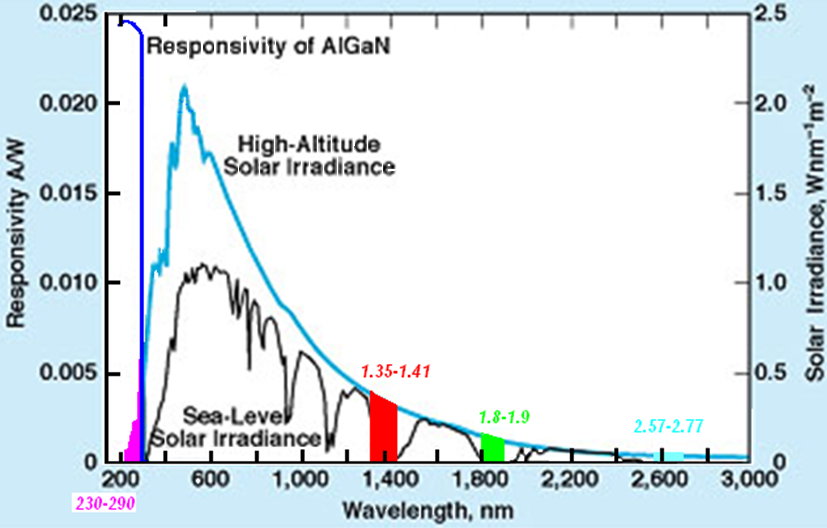 0.025
0.020
0.015
0.010
0.005
0
Responsivity A/W
Responsivity of AlGaN
High-Altitude
Solar Irradiance
1.35-1.41
Sea-Level
Solar Irradiance
1.8-1.9
2.57-2.77
2.5
2.0
1.5
1.0
0.5
0
Solar Irradiance, Wnm⁻¹m⁻²
200 600 1,000 1,400 1,800 2,200 2,600 3,000
230-290
Wavelength, nm